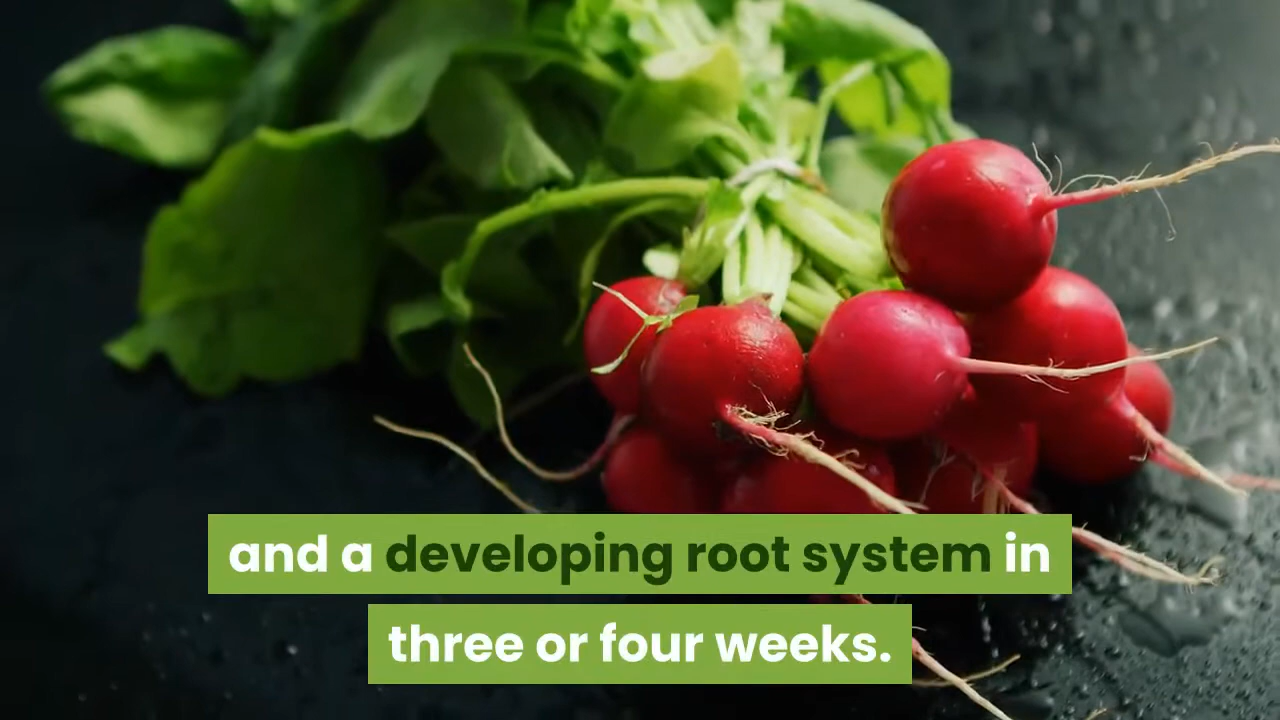 and a developing root system in
three or four weeks.